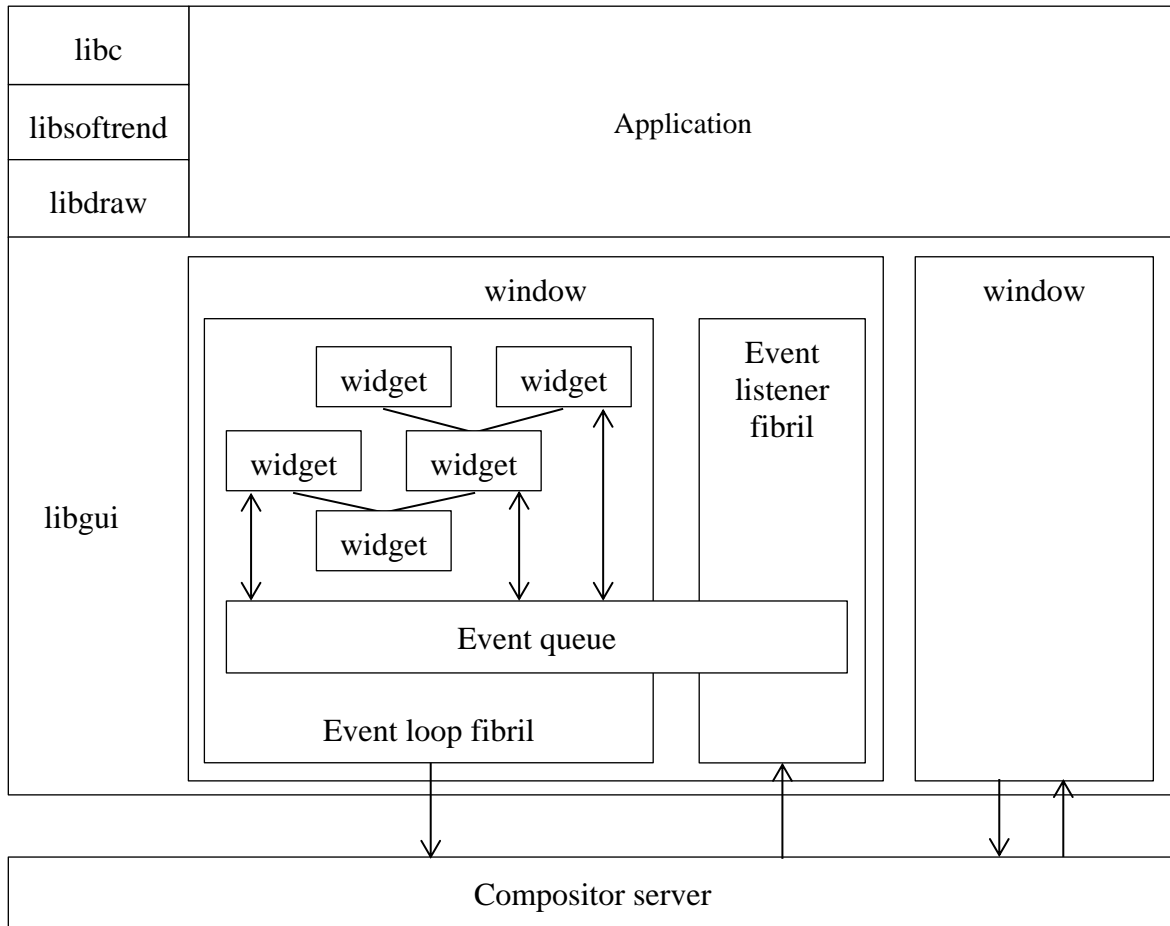 libc
libsoftrend
Application
libdraw
window
window
widget
widget
Event
listener
fibril
widget
widget
libgui
widget
Event queue
Event loop fibril
Compositor server